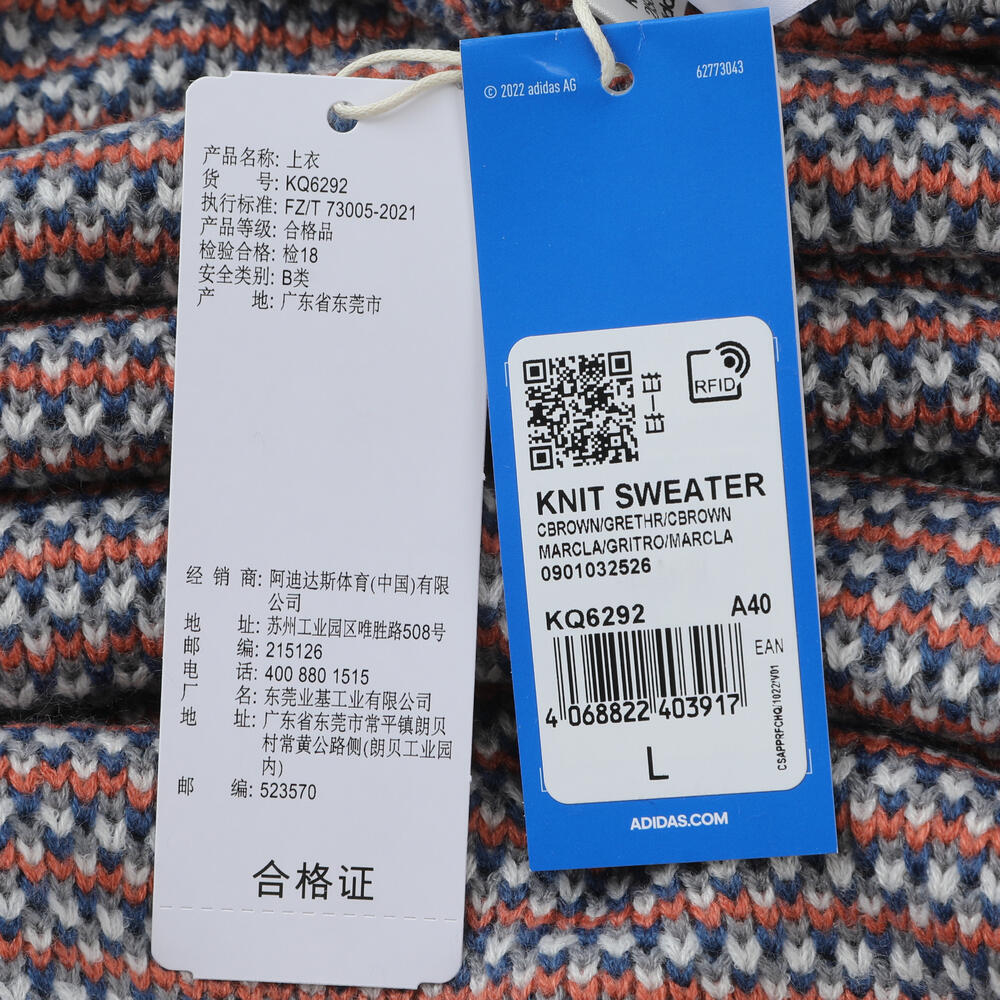 产品名称: 上衣
货 号: KQ6292
执行标准: FZ/T 73005-2021
产品等级: 合格品
检验合格: 检18
安全类别: B类
产 地: 广东省东莞市
经 销 商: 阿迪达斯体育(中国)有限
公司
地 址: 苏州工业园区唯胜路508号
邮 编: 215126
电 话: 400 880 1515
厂 名: 东莞业基工业有限公司
地 址: 广东省东莞市常平镇朗贝
村常黄公路侧(朗贝工业园
内)
邮 编: 523570
合格证
© 2022 adidas AG
62773043
RFID
KNIT SWEATER
CBROWN/GRETHR/CBROWN
MARCLA/GRITRO/MARCLA
0901032526
KQ6292 A40
EAN
4 068822 403917
CSAPPRFCHQ/1022/V01
L
ADIDAS.COM